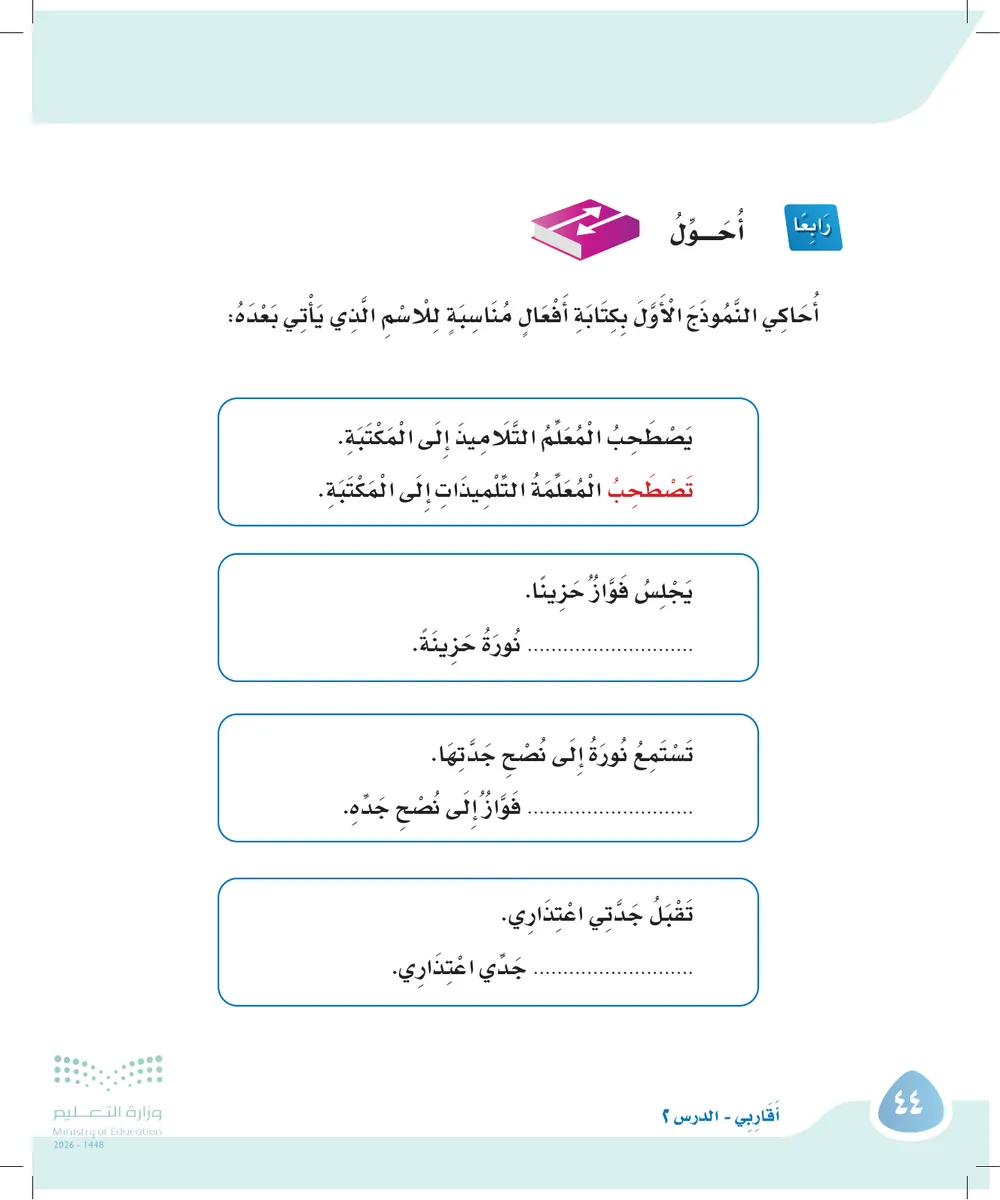 رَابِعًا
أُحَـــوِّلُ
أُحَاكِي النَّمُوذَجَ الْأَوَّلَ بِكِتَابَةِ أَفْعَالٍ مُنَاسِبَةٍ لِلْاسْمِ الَّذِي يَأْتِي بَعْدَهُ:
يَصْطَحِبُ الْمُعَلِّمُ التَّلَامِيذَ إِلَى الْمَكْتَبَةِ.
تَصْطَحِبُ الْمُعَلِّمَةُ التِّلْمِيذَاتِ إِلَى الْمَكْتَبَةِ.
يَجْلِسُ فَوَّازٌ حَزِينًا.
............................ نُورَةُ حَزِينَةً.
تَسْتَمِعُ نُورَةُ إِلَى نُصْحِ جَدَّتِهَا.
............................ فَوَّازٌ إِلَى نُصْحِ جَدِّهِ.
تَقْبَلُ جَدَّتِي اعْتِذَارِي.
........................... جَدِّي اعْتِذَارِي.
أَقَارِبِي - الدرس ٢
٤٤
وزارة التعـــليم
Ministry of Education
2026 - 1448